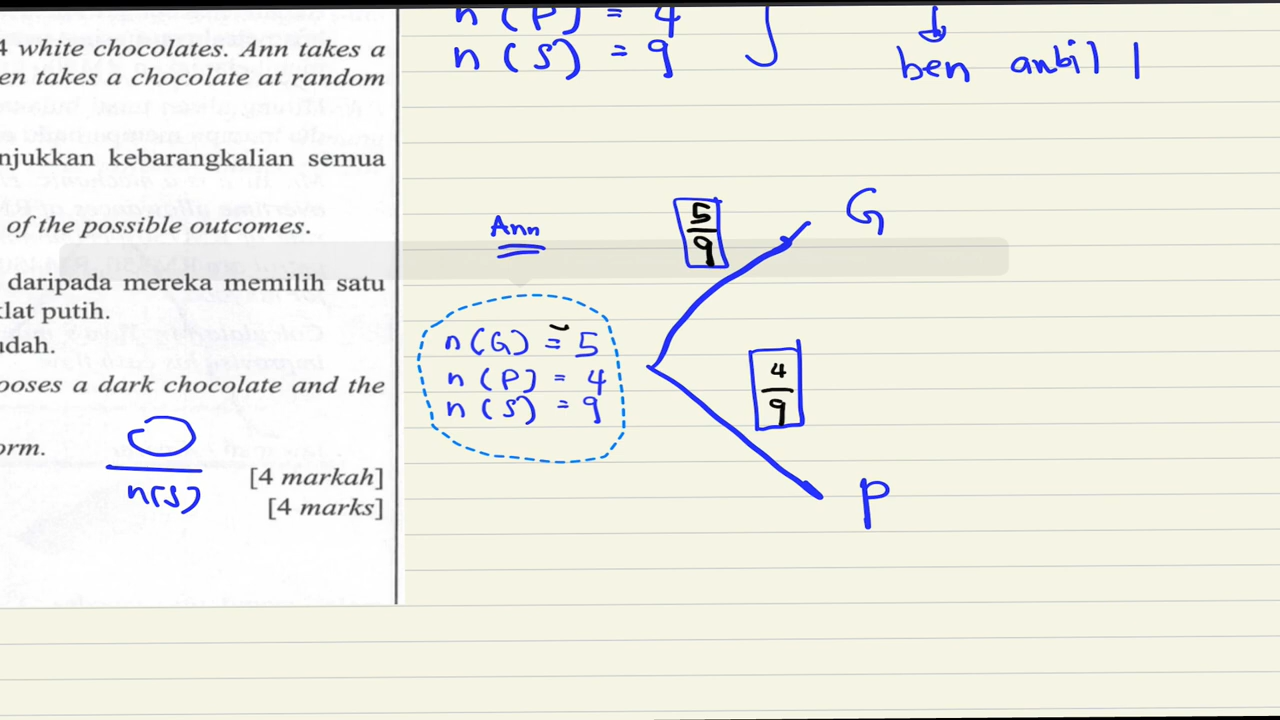 4 white chocolates. Ann takes a
en takes a chocolate at random
njukkan kebarangkalian semua
of the possible outcomes.
daripada mereka memilih satu
klat putih.
udah.
ooses a dark chocolate and the
orm.
n(S)
[4 markah]
[4 marks]
n(P) = 4
n(S) = 9
ben ambil 1
Ann
n(G) = 5
n(P) = 4
n(S) = 9
5
9
G
4
9
P